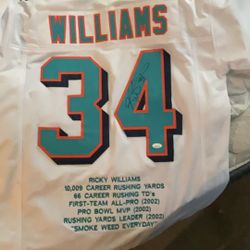 WILLIAMS
34
RICKY WILLIAMS
10,009 CAREER RUSHING YARDS
66 CAREER RUSHING TD'S
FIRST-TEAM ALL-PRO (2002)
PRO BOWL MVP (2002)
RUSHING YARDS LEADER (2002)
"SMOKE WEED EVERYDAY"